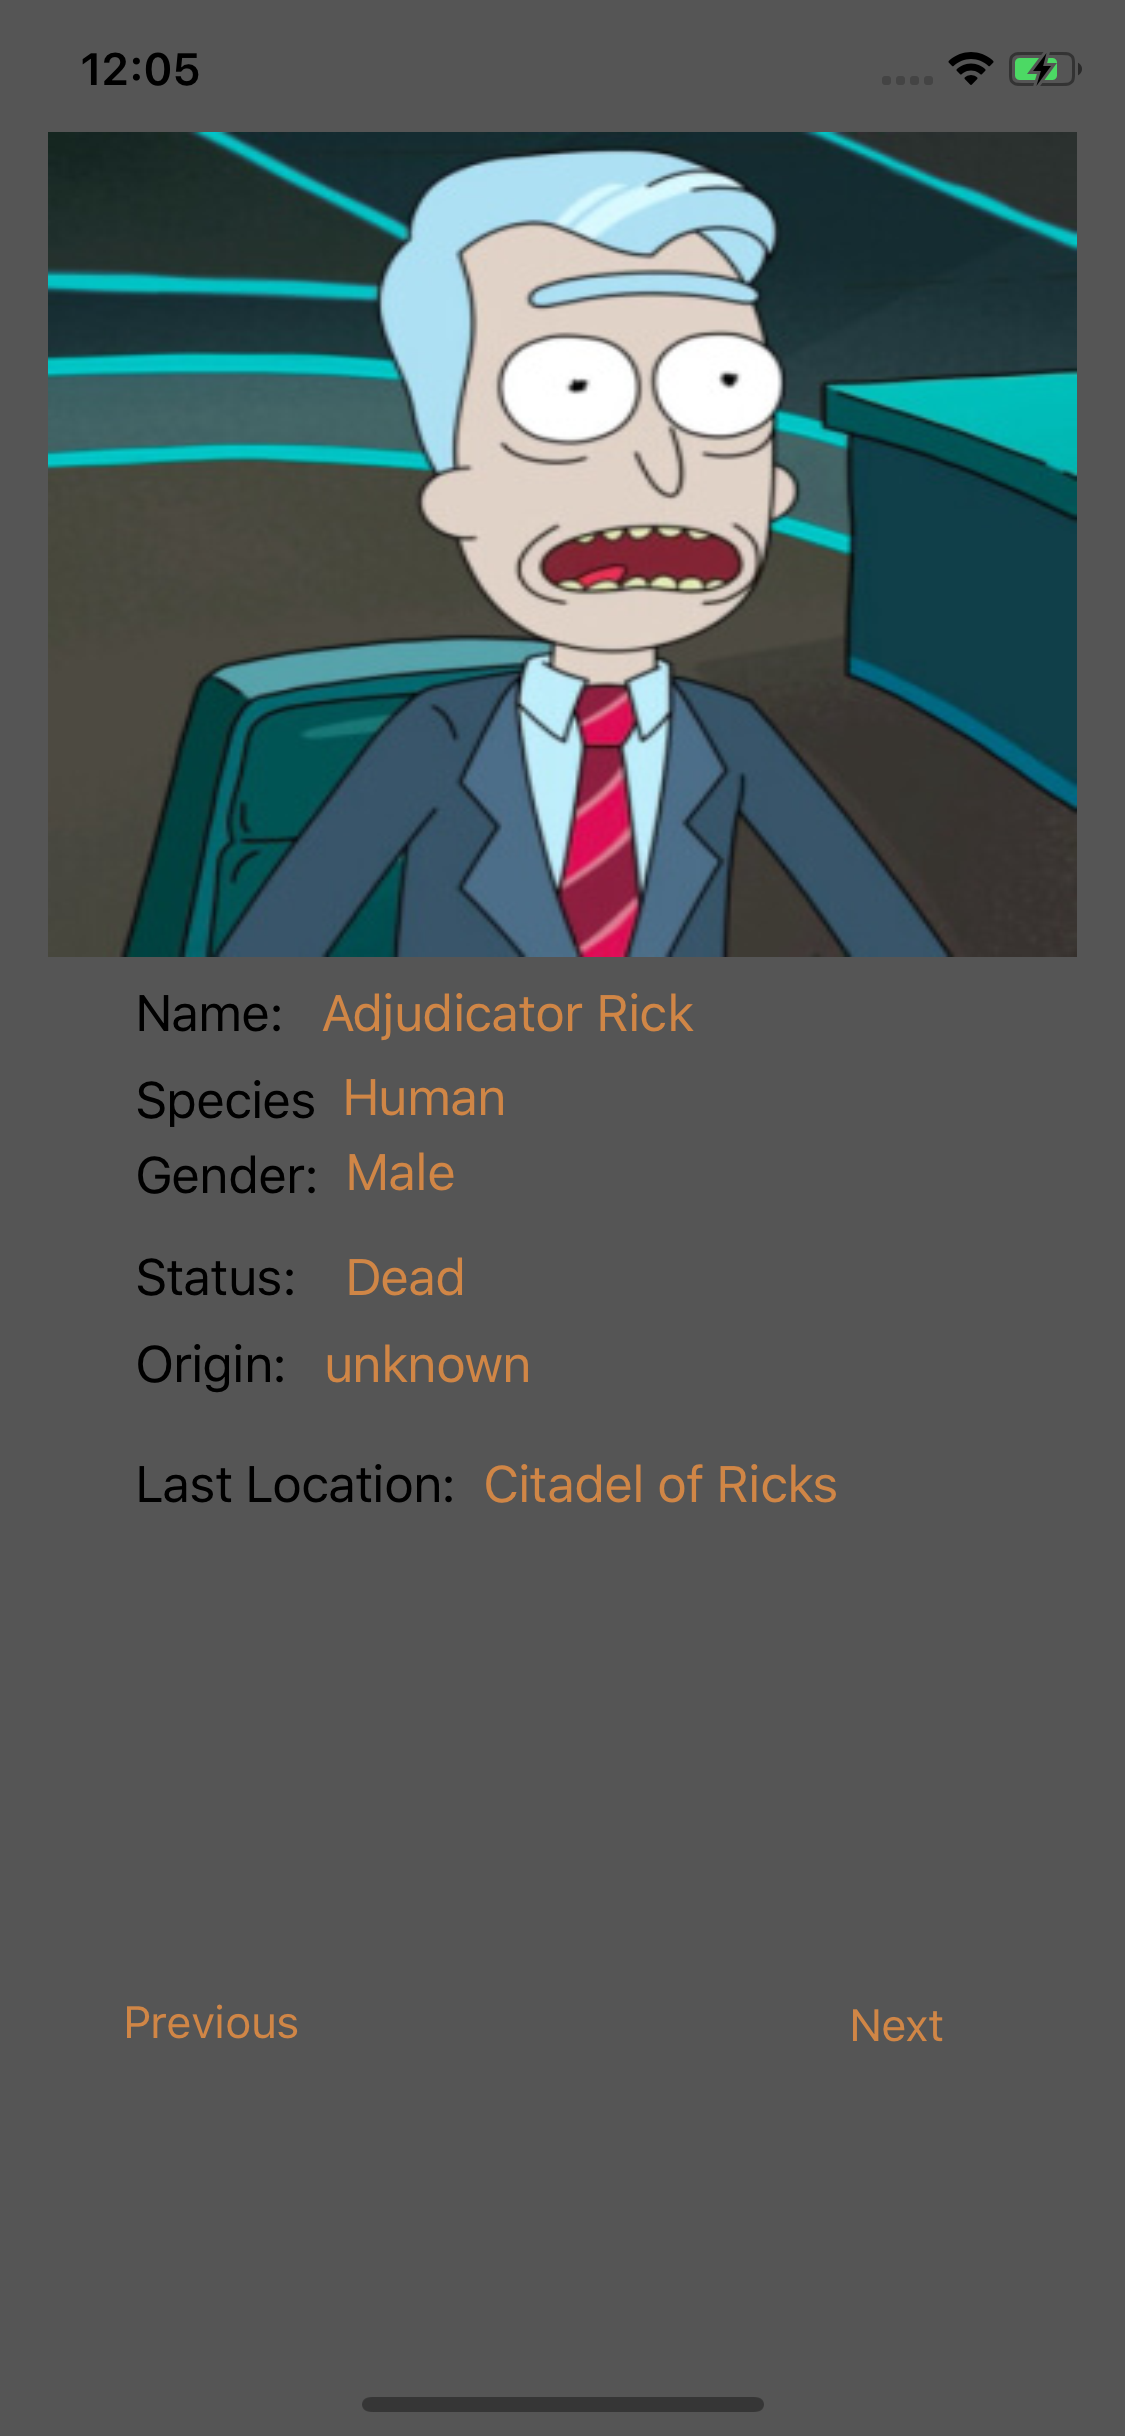 12:05
Name: Adjudicator Rick
Species Human
Gender: Male
Status: Dead
Origin: unknown
Last Location: Citadel of Ricks
Previous Next